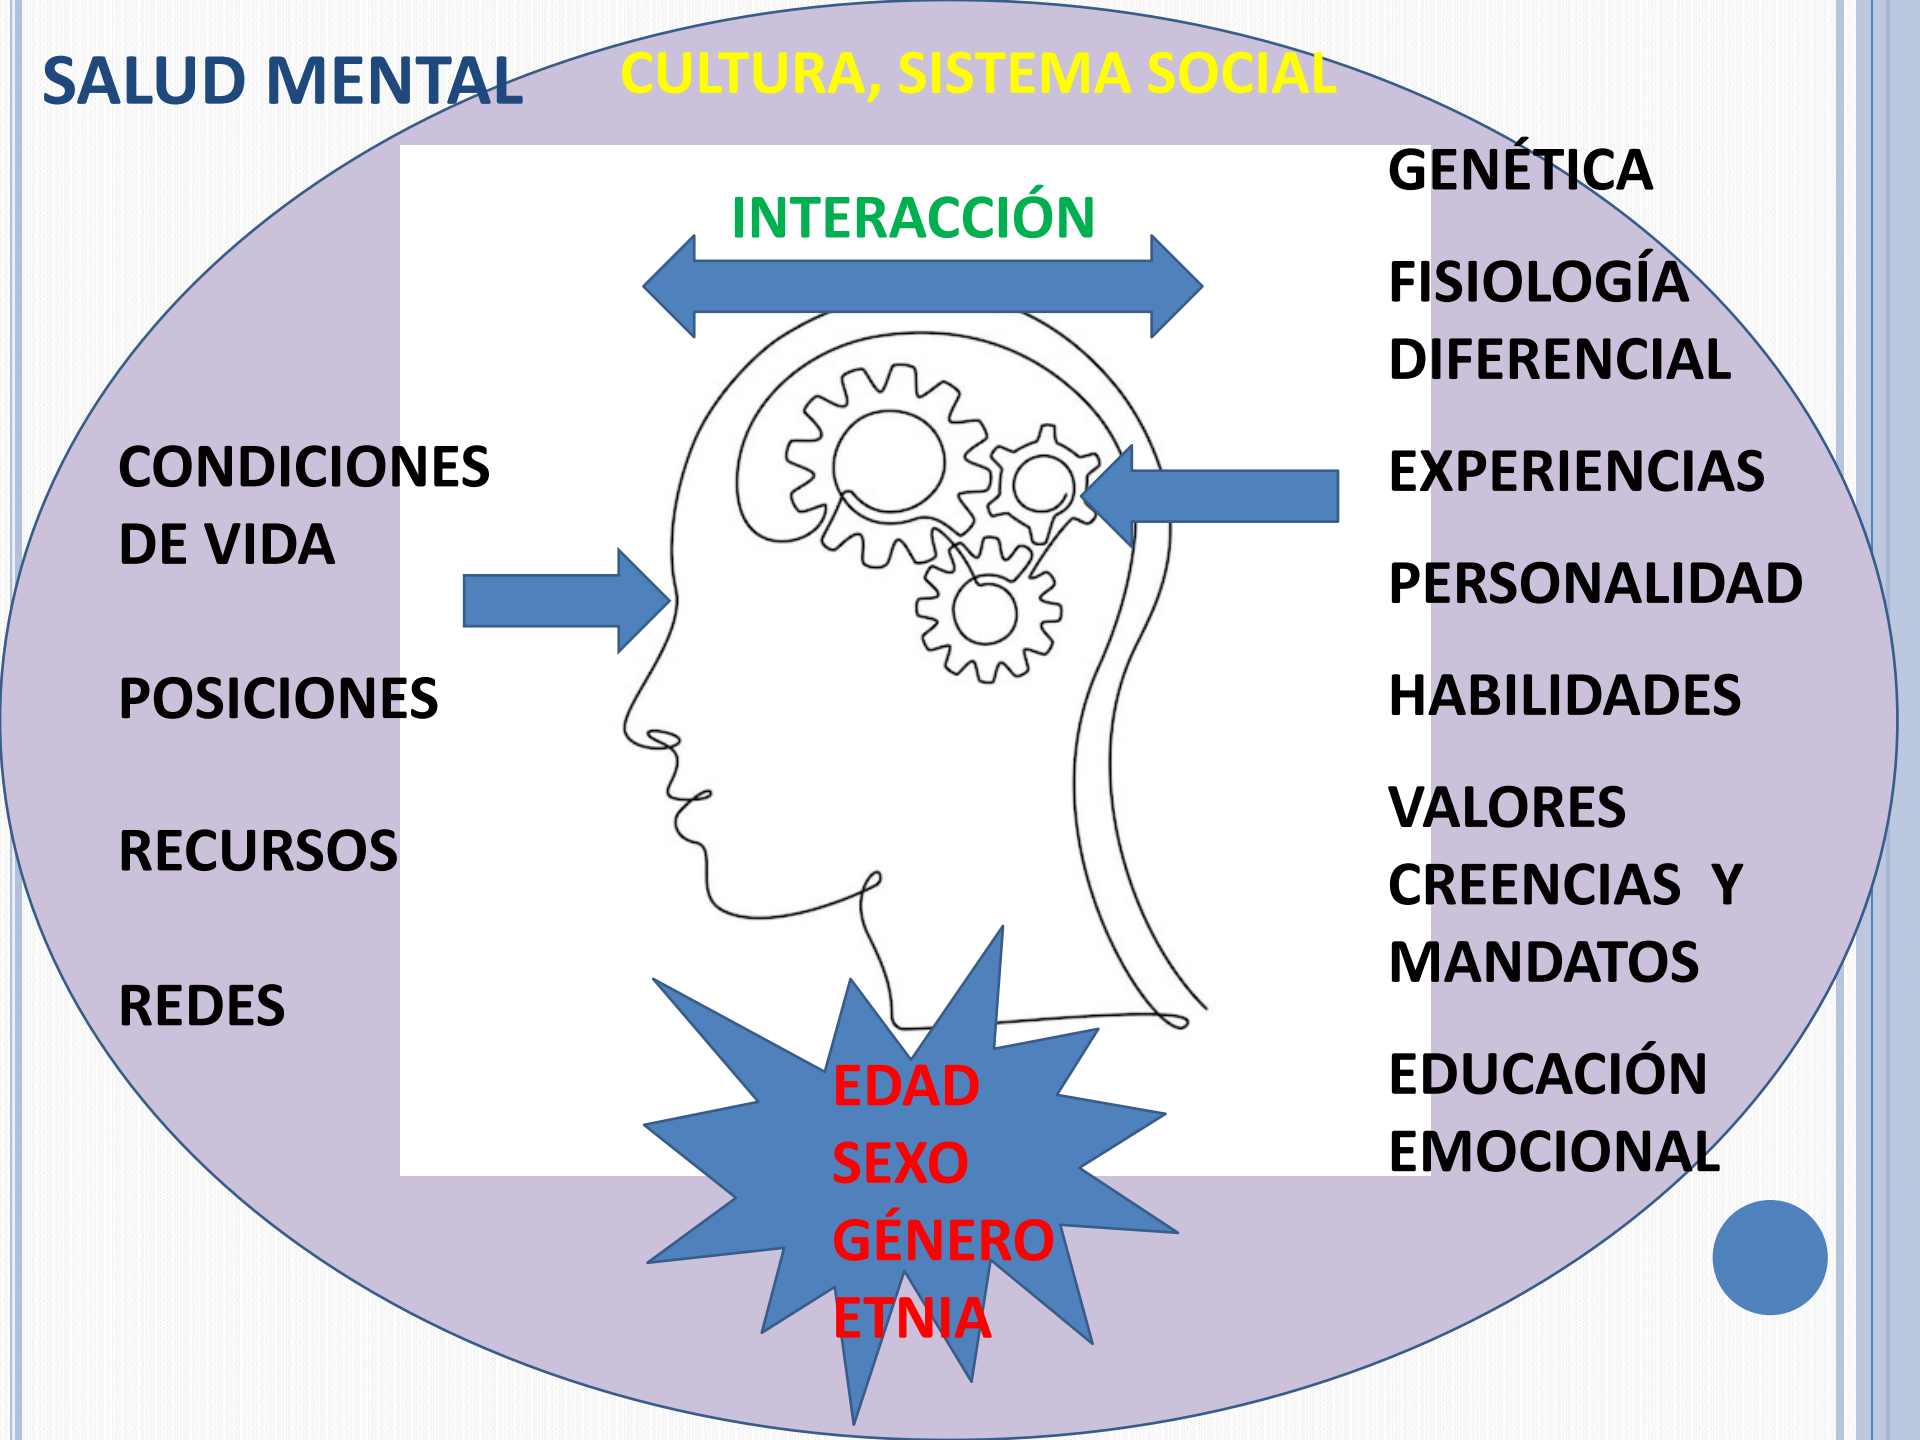 SALUD MENTAL
CULTURA, SISTEMA SOCIAL
INTERACCIÓN
CONDICIONES
DE VIDA
POSICIONES
RECURSOS
REDES
GENÉTICA
FISIOLOGÍA
DIFERENCIAL
EXPERIENCIAS
PERSONALIDAD
HABILIDADES
VALORES
CREENCIAS Y
MANDATOS
EDUCACIÓN
EMOCIONAL
EDAD
SEXO
GÉNERO
ETNIA